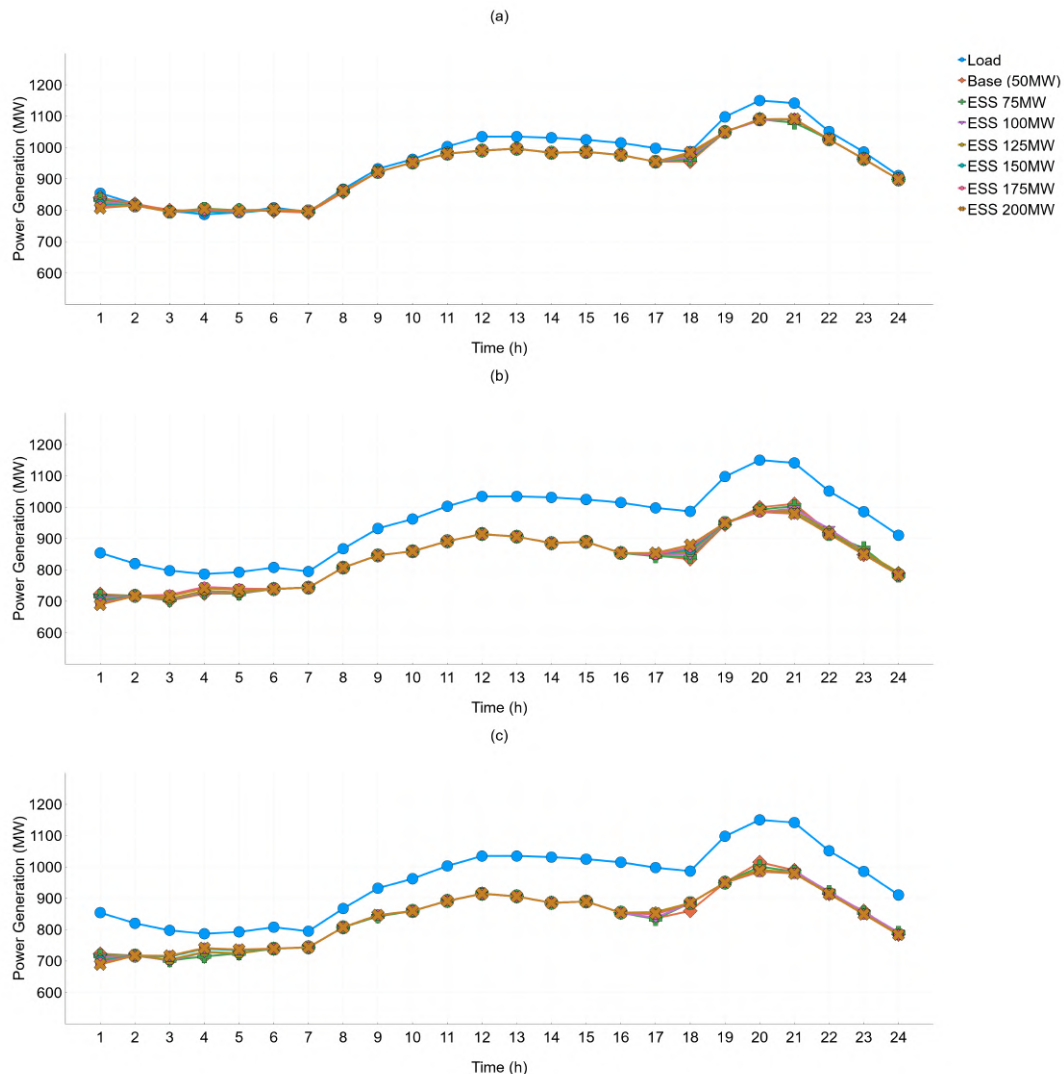 (a)
Power Generation (MW)
1200
1100
1000
900
800
700
600
1 2 3 4 5 6 7 8 9 10 11 12 13 14 15 16 17 18 19 20 21 22 23 24
Time (h)
Load
Base (50MW)
ESS 75MW
ESS 100MW
ESS 125MW
ESS 150MW
ESS 175MW
ESS 200MW
(b)
Power Generation (MW)
1200
1100
1000
900
800
700
600
1 2 3 4 5 6 7 8 9 10 11 12 13 14 15 16 17 18 19 20 21 22 23 24
Time (h)
(c)
Power Generation (MW)
1200
1100
1000
900
800
700
600
1 2 3 4 5 6 7 8 9 10 11 12 13 14 15 16 17 18 19 20 21 22 23 24
Time (h)